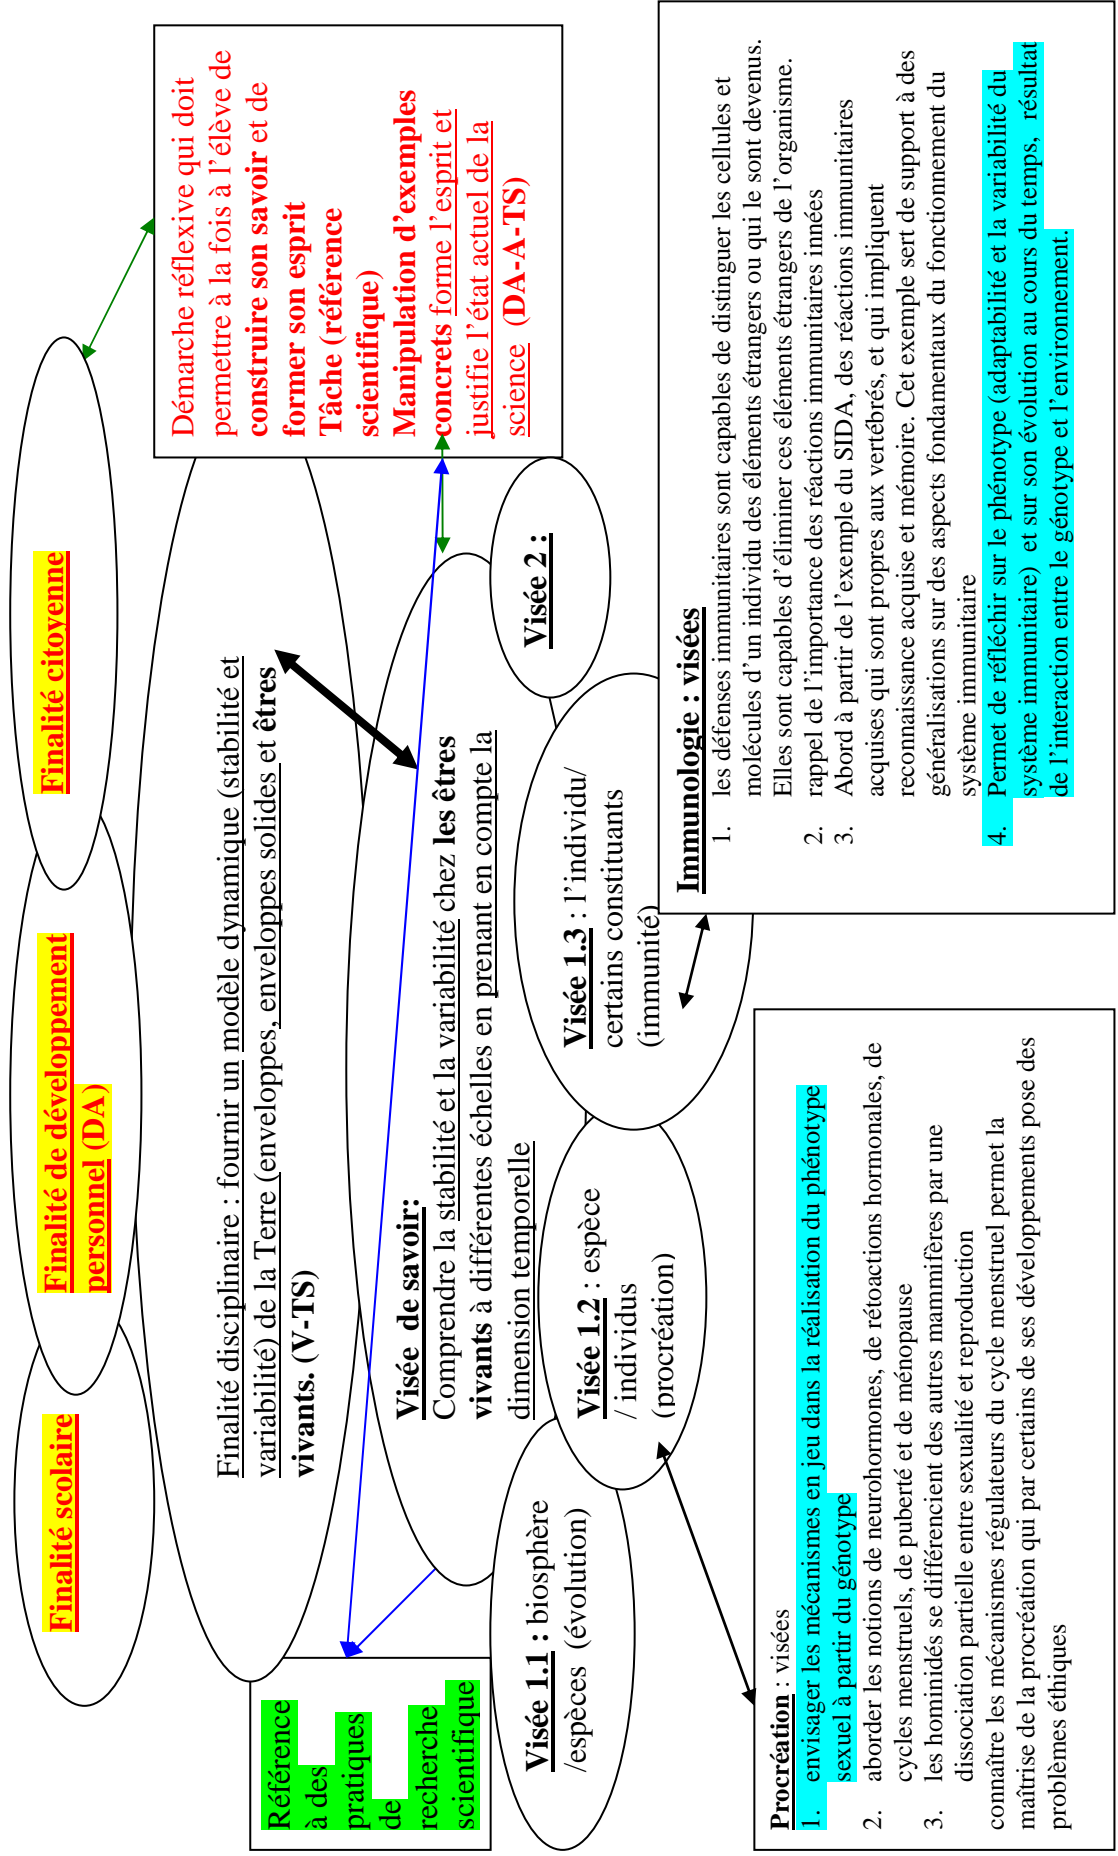 Finalité scolaire
Finalité de développement
personnel (DA)
Finalité citoyenne
Finalité disciplinaire : fournir un modèle dynamique (stabilité et
variabilité) de la Terre (enveloppes, enveloppes solides et êtres
vivants. (V-TS)
Démarche réflexive qui doit
permettre à la fois à l’élève de
construire son savoir et de
former son esprit
Tâche (référence
scientifique)
Manipulation d’exemples
concrets forme l’esprit et
justifie l’état actuel de la
science (DA-A-TS)
Référence
à des
pratiques
de
recherche
scientifique
Visée de savoir:
Comprendre la stabilité et la variabilité chez les êtres
vivants à différentes échelles en prenant en compte la
dimension temporelle
Visée 1.1 : biosphère
/espèces (évolution)
Visée 1.2 : espèce
/ individus
(procréation)
Visée 1.3 : l’individu/
certains constituants
(immunité)
Visée 2 :
Procréation : visées
1. envisager les mécanismes en jeu dans la réalisation du phénotype
sexuel à partir du génotype
2. aborder les notions de neurohormones, de rétoactions hormonales, de
cycles menstruels, de puberté et de ménopause
3. les hominidés se différencient des autres mammifères par une
dissociation partielle entre sexualité et reproduction
connaître les mécanismes régulateurs du cycle menstruel permet la
maîtrise de la procréation qui par certains de ses développements pose des
problèmes éthiques
Immunologie : visées
1. les défenses immunitaires sont capables de distinguer les cellules et
molécules d’un individu des éléments étrangers ou qui le sont devenus.
Elles sont capables d’éliminer ces éléments étrangers de l’organisme.
2. rappel de l’importance des réactions immunitaires innées
3. Abord à partir de l’exemple du SIDA, des réactions immunitaires
acquises qui sont propres aux vertébrés, et qui impliquent
reconnaissance acquise et mémoire. Cet exemple sert de support à des
généralisations sur des aspects fondamentaux du fonctionnement du
système immunitaire
4. Permet de réfléchir sur le phénotype (adaptabilité et la variabilité du
système immunitaire) et sur son évolution au cours du temps, résultat
de l’interaction entre le génotype et l’environnement.